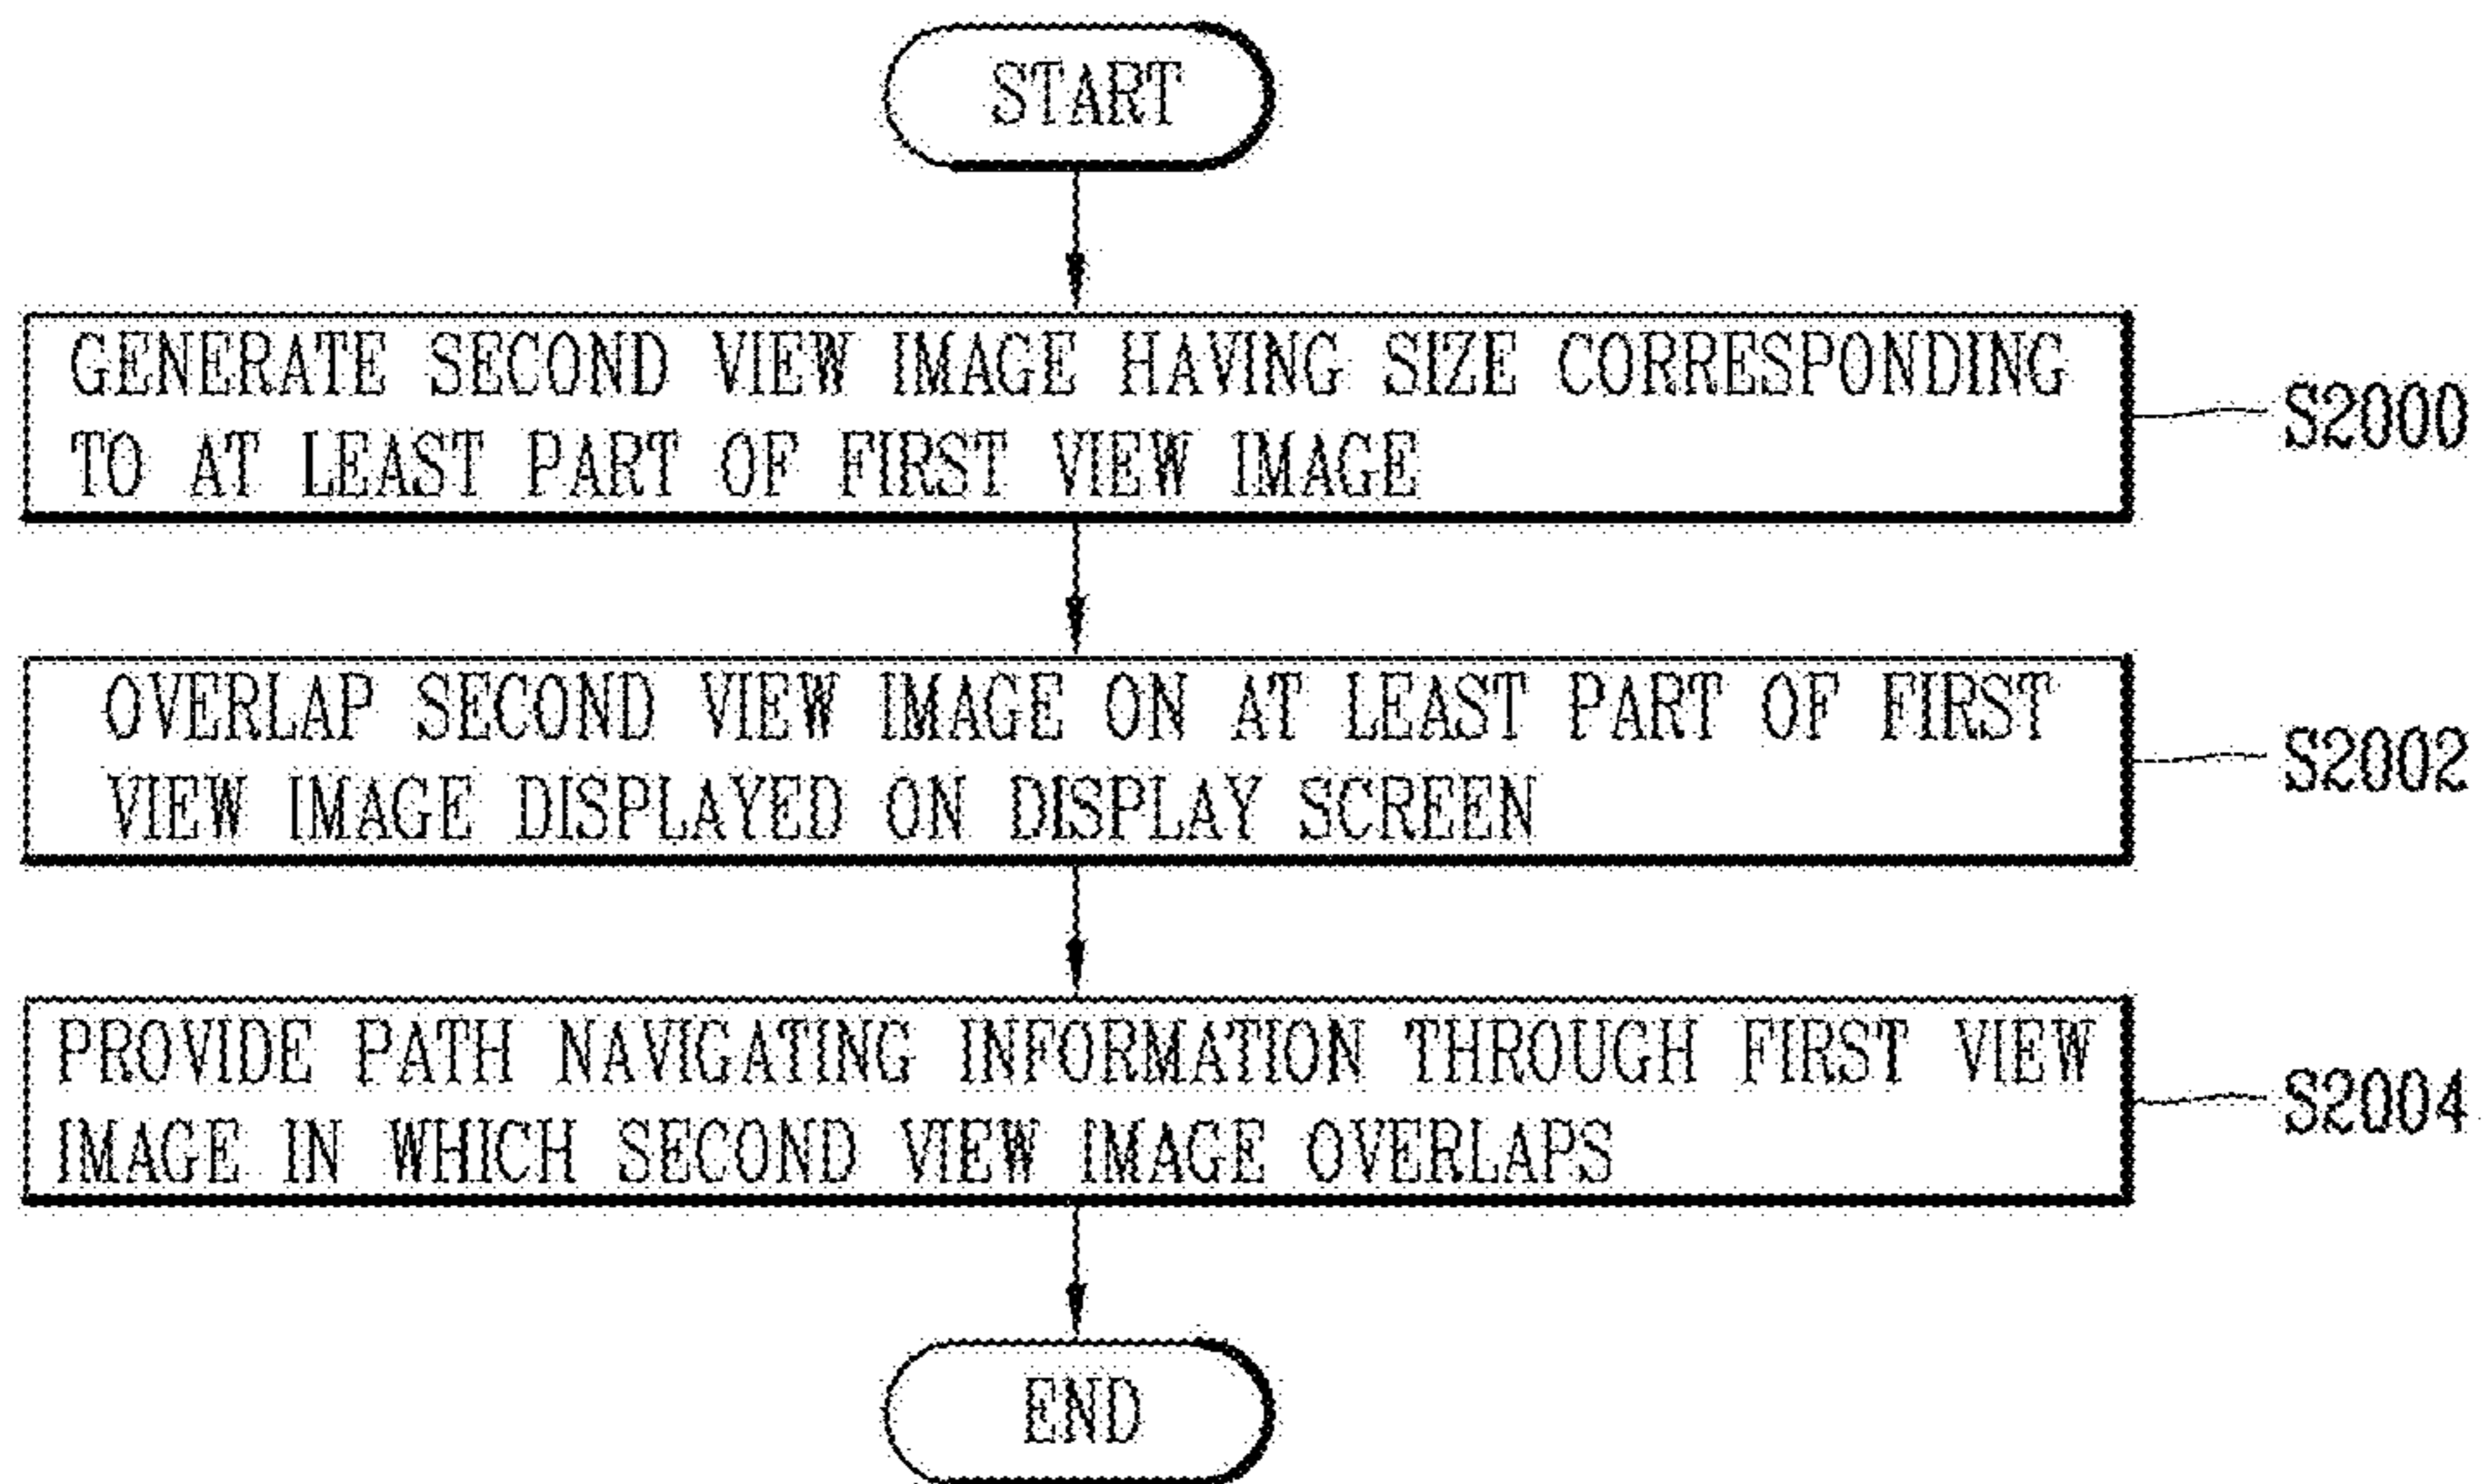 START
GENERATE SECOND VIEW IMAGE HAVING SIZE CORRESPONDING
TO AT LEAST PART OF FIRST VIEW IMAGE
S2000
OVERLAP SECOND VIEW IMAGE ON AT LEAST PART OF FIRST
VIEW IMAGE DISPLAYED ON DISPLAY SCREEN
S2002
PROVIDE PATH NAVIGATING INFORMATION THROUGH FIRST VIEW
IMAGE IN WHICH SECOND VIEW IMAGE OVERLAPS
S2004
END